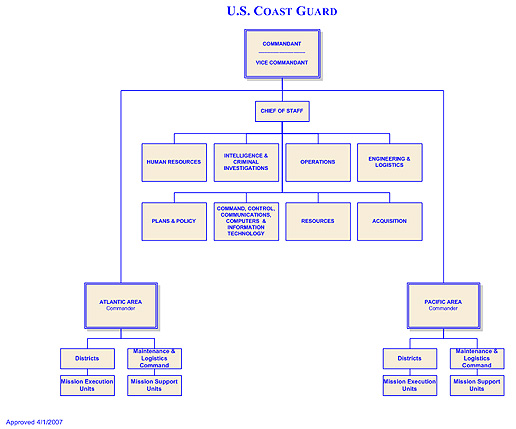 U.S. COAST GUARD
COMMANDANT
VICE COMMANDANT
CHIEF OF STAFF
HUMAN RESOURCES
INTELLIGENCE &
CRIMINAL
INVESTIGATIONS
OPERATIONS
ENGINEERING &
LOGISTICS
PLANS & POLICY
COMMAND, CONTROL,
COMMUNICATIONS,
COMPUTERS &
INFORMATION
TECHNOLOGY
RESOURCES
ACQUISITION
ATLANTIC AREA
Commander
PACIFIC AREA
Commander
Districts
Maintenance &
Logistics
Command
Mission Execution
Units
Mission Support
Units
Districts
Maintenance &
Logistics
Command
Mission Execution
Units
Mission Support
Units
Approved 4/1/2007